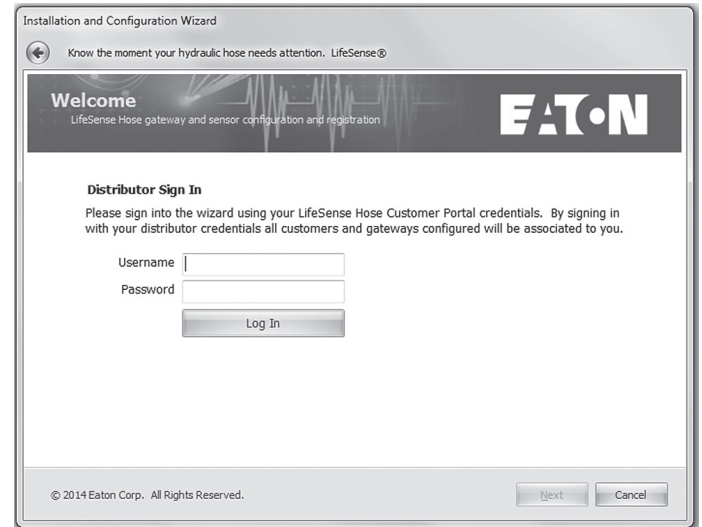 Installation and Configuration Wizard
Know the moment your hydraulic hose needs attention. LifeSense®
Welcome
LifeSense Hose gateway and sensor configuration and registration
EATON
Distributor Sign In
Please sign into the wizard using your LifeSense Hose Customer Portal credentials. By signing in
with your distributor credentials all customers and gateways configured will be associated to you.
Username
Password
Log In
© 2014 Eaton Corp. All Rights Reserved.
Next
Cancel